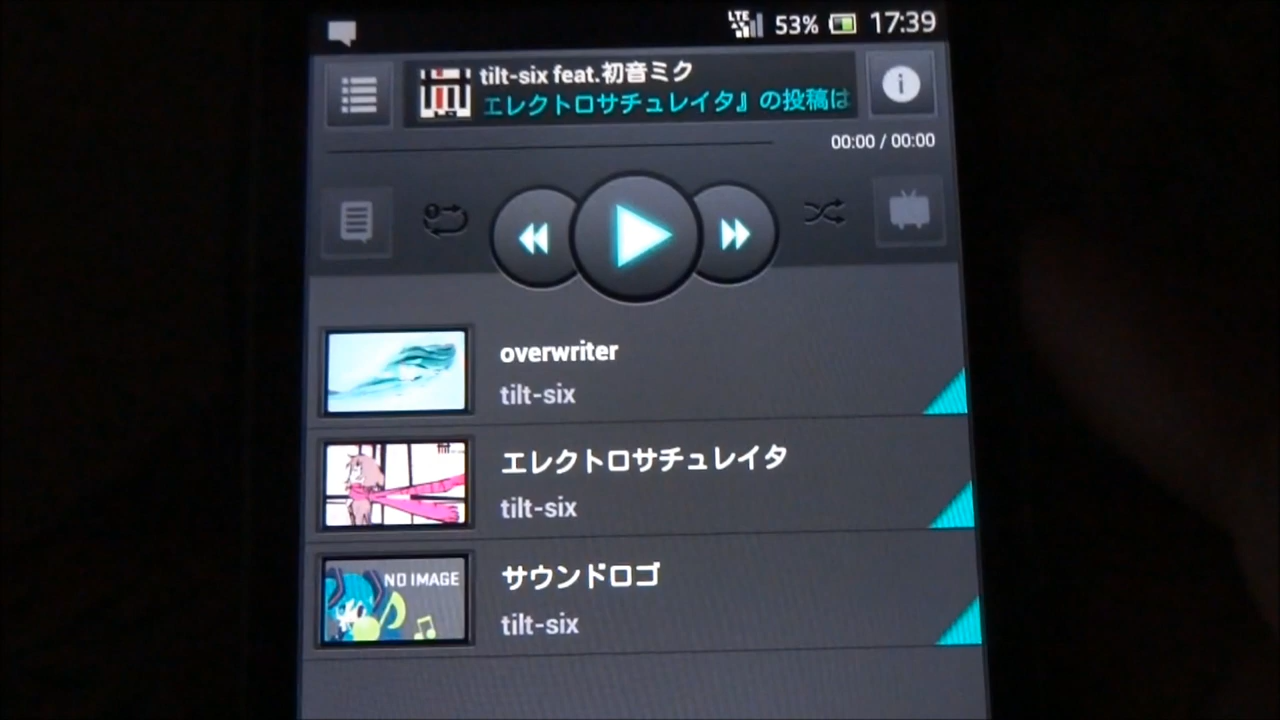 LTE 53% 17:39
tilt-six feat.初音ミク
エレクトロサチュレイタ』の投稿は
00:00 / 00:00
overwriter
tilt-six
エレクトロサチュレイタ
tilt-six
NO IMAGE
サウンドロゴ
tilt-six